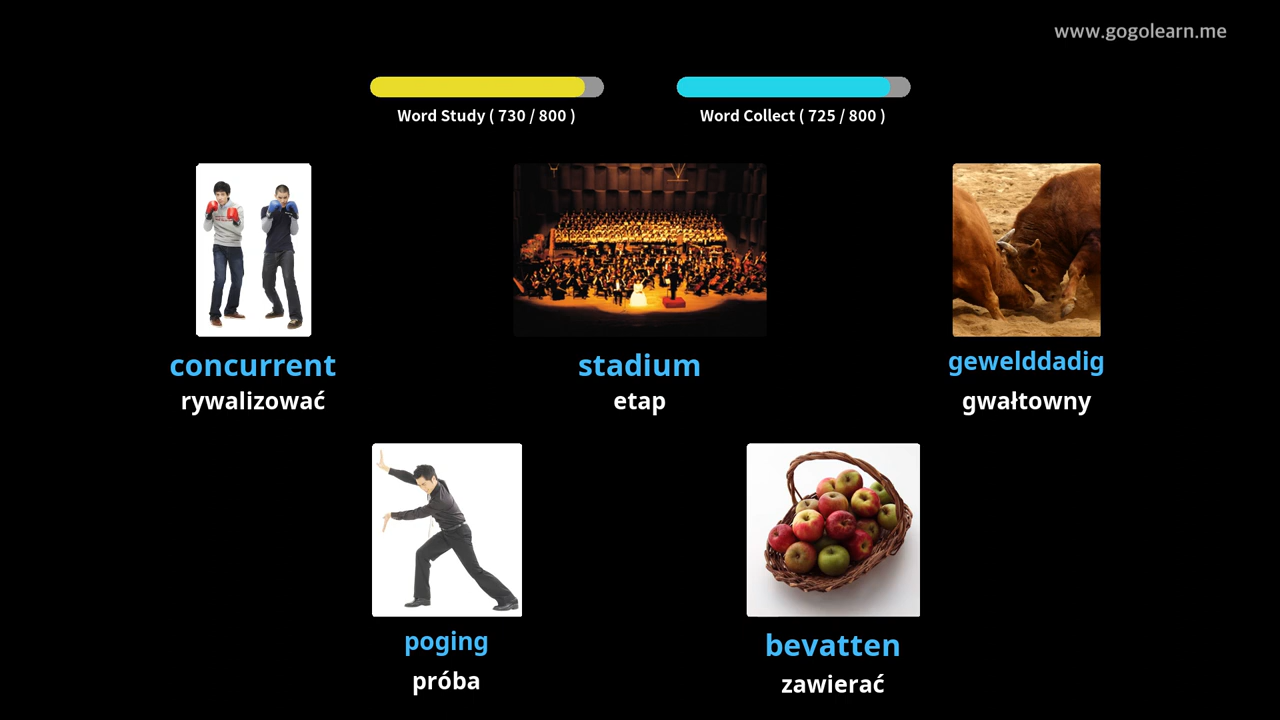 www.gogolearn.me
Word Study ( 730 / 800 )
Word Collect ( 725 / 800 )
concurrent
rywalizować
stadium
etap
gewelddadig
gwałtowny
poging
próba
bevatten
zawierać